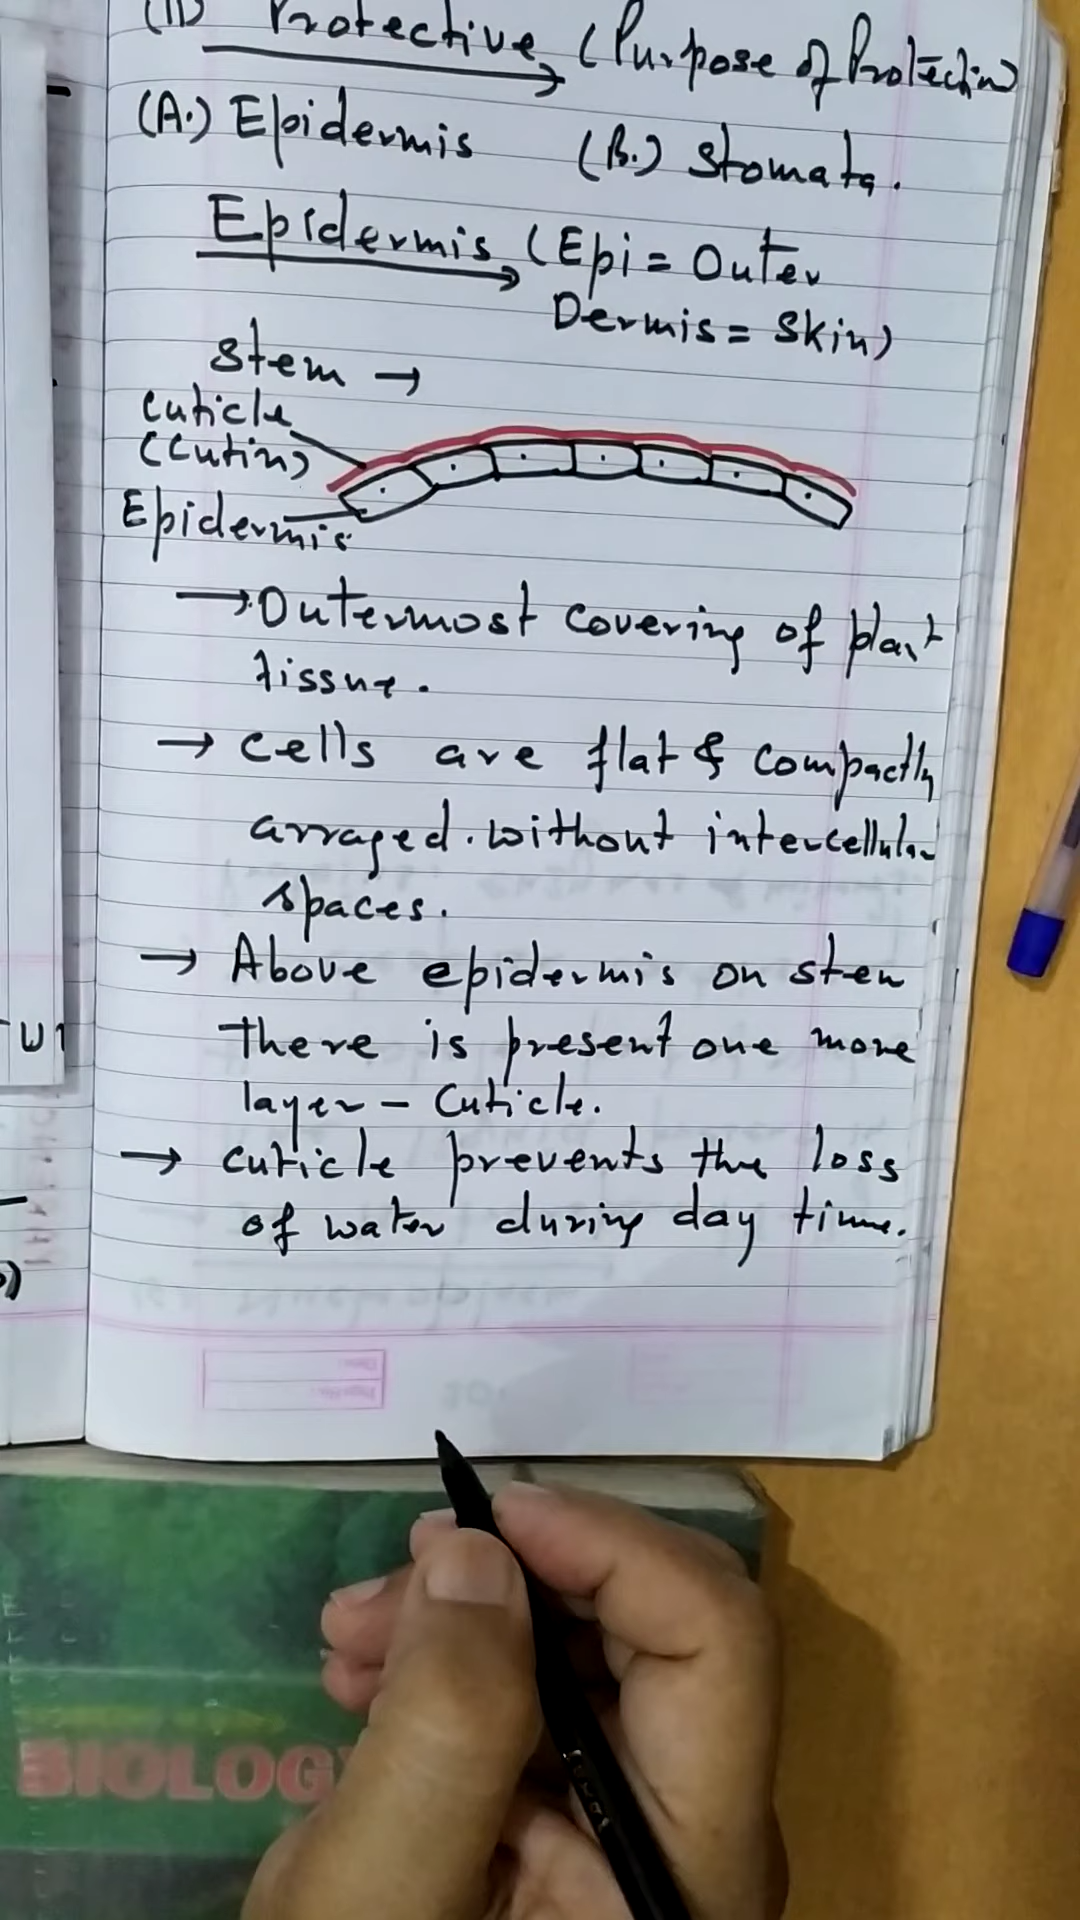 (1) Protective (Purpose of Protection)
(A.) Epidermis (B.) Stomata.
Epidermis (Epi = Outer
Dermis = Skin)
Stem →
Cuticle
(Cutin)
Epidermis
→ Outermost covering of plant
tissue.
→ Cells are flat & compactly
arraged. without intercellular
spaces.
→ Above epidermis on stem
there is present one more
layer - Cuticle.
→ Cuticle prevents the loss
of water during day time.
BIOLOGY